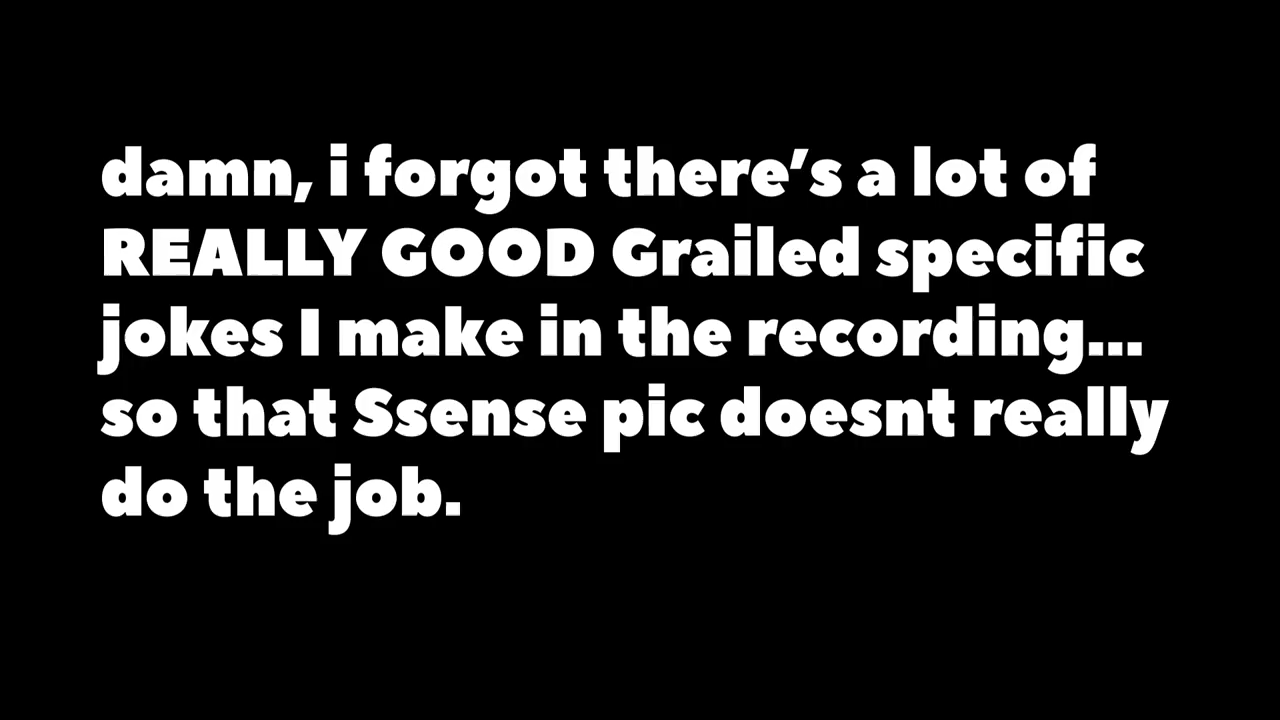 damn, i forgot there’s a lot of
REALLY GOOD Grailed specific
jokes I make in the recording...
so that Ssense pic doesnt really
do the job.